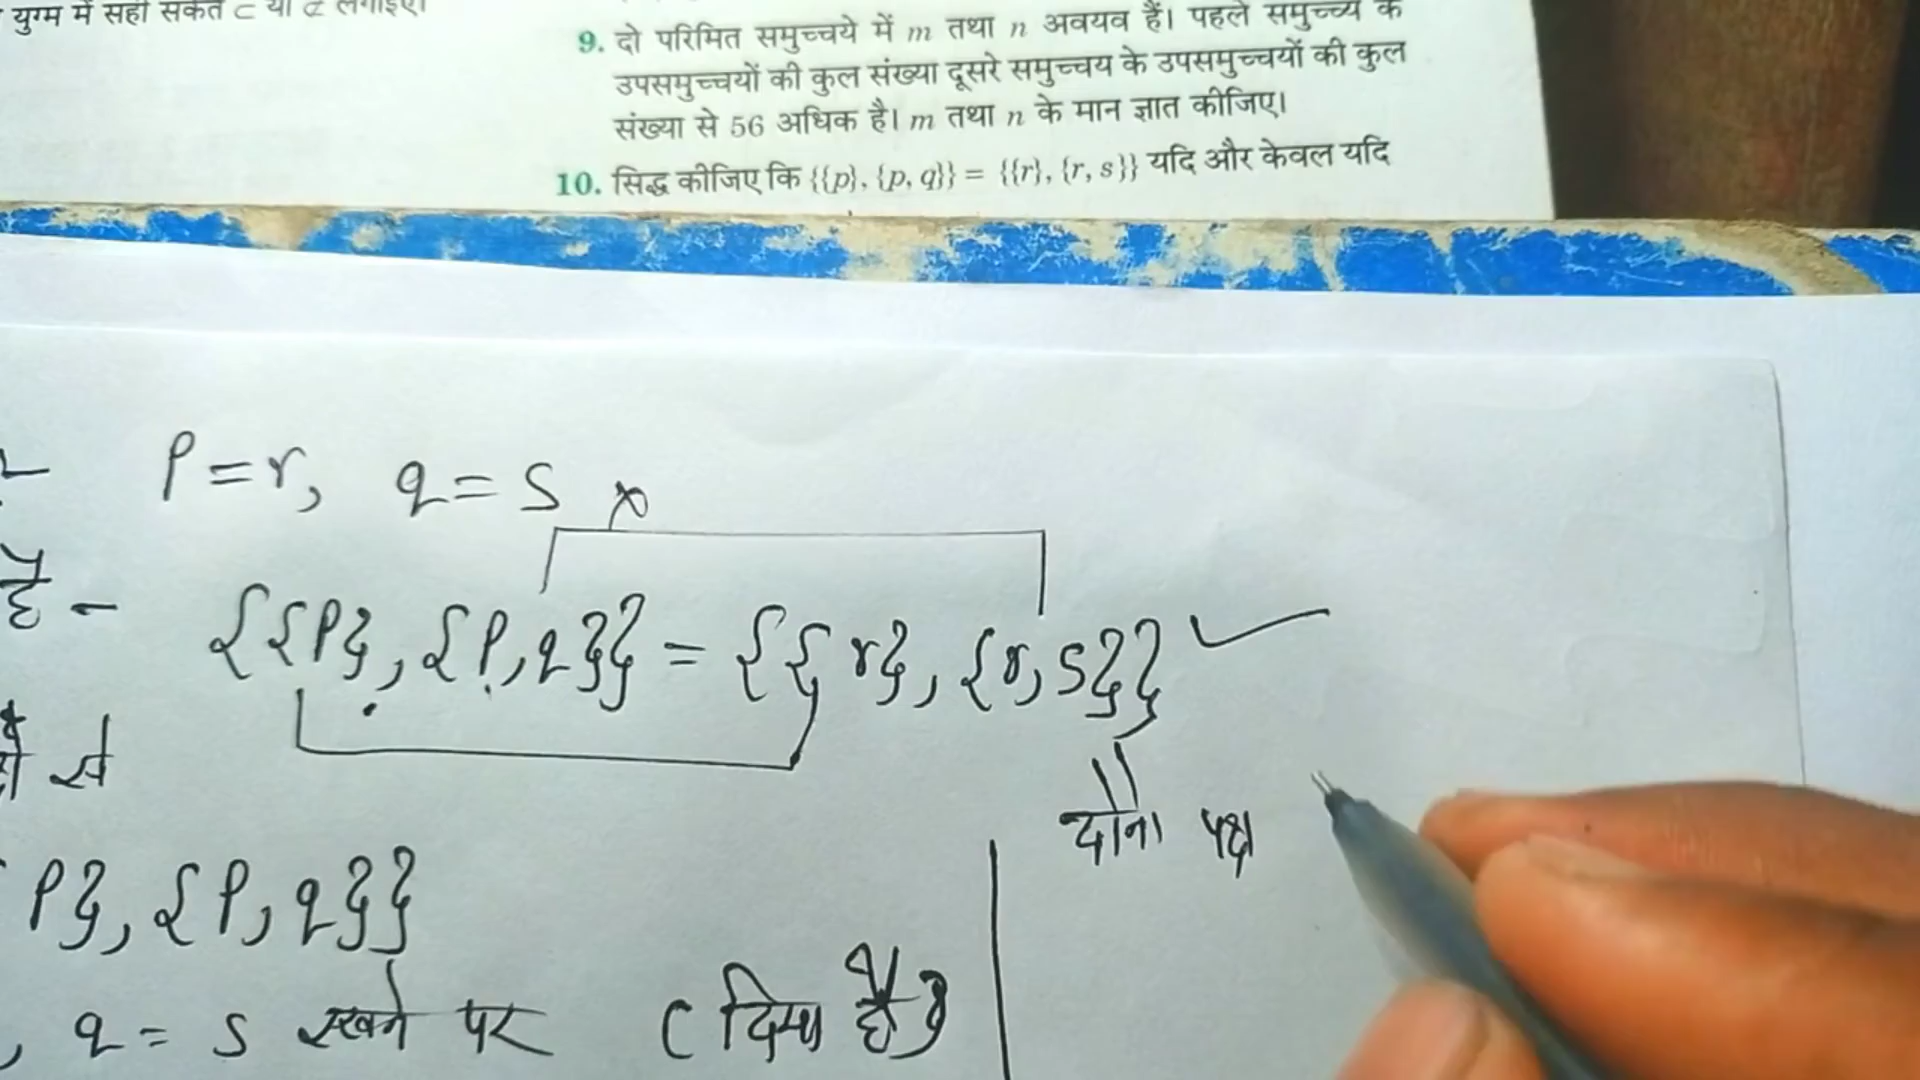 युग्म में सही संकेत ⊂ या ⊄ लगाइए।
9. दो परिमित समुच्चये में m तथा n अवयव हैं। पहले समुच्चय के
उपसमुच्चयों की कुल संख्या दूसरे समुच्चय के उपसमुच्चयों की कुल
संख्या से 56 अधिक है। m तथा n के मान ज्ञात कीजिए।
10. सिद्ध कीजिए कि {{p}, {p, q}} = {{r}, {r, s}} यदि और केवल यदि
P = r, q = s
है - {{P}, {P, q}} = {{r}, {r, s}}
से
दोनो पक्ष
P}, {P, q}}
, q = s रखने पर (दिया है)